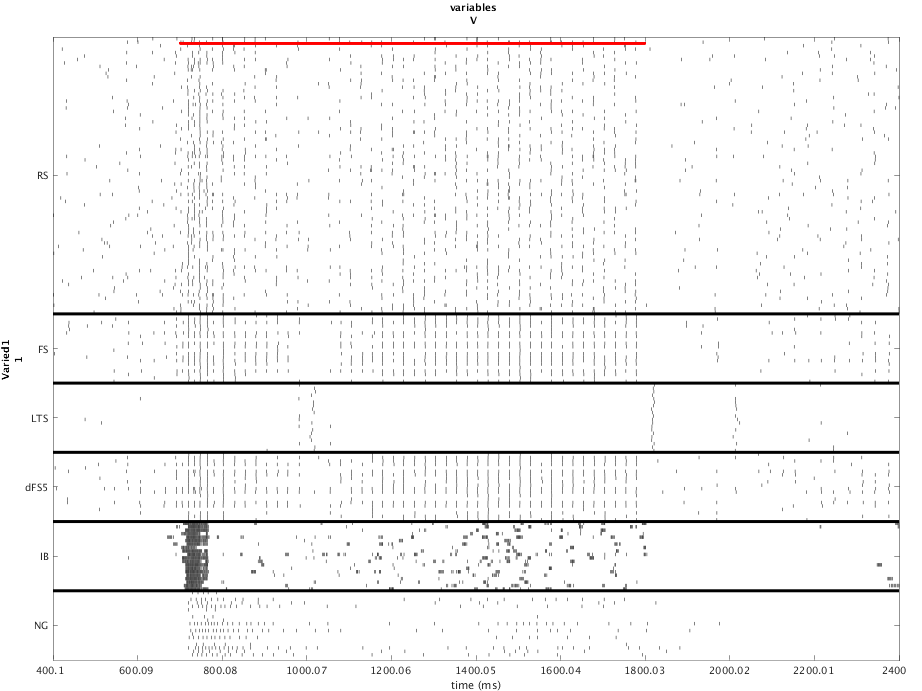 variables
V
RS
FS
LTS
dFS5
IB
NG
Varied1
1
400.1 600.09 800.08 1000.07 1200.06 1400.05 1600.04 1800.03 2000.02 2200.01 2400
time (ms)